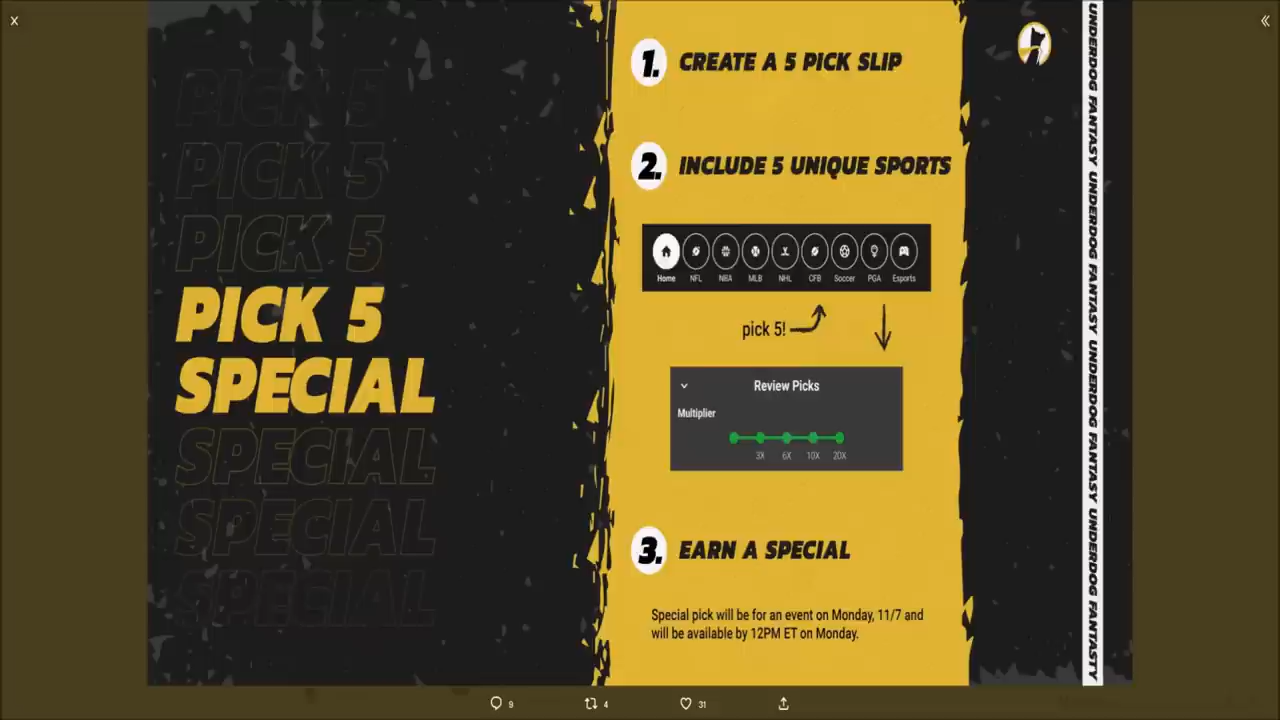 X
«
PICK 5
PICK 5
PICK 5
PICK 5
SPECIAL
SPECIAL
SPECIAL
SPECIAL
1. CREATE A 5 PICK SLIP
2. INCLUDE 5 UNIQUE SPORTS
Home NFL NBA MLB NHL CFB Soccer PGA Esports
pick 5!
Review Picks
Multiplier
3X 6X 10X 20X
3. EARN A SPECIAL
Special pick will be for an event on Monday, 11/7 and
will be available by 12PM ET on Monday.
UNDERDOG FANTASY UNDERDOG FANTASY UNDERDOG FANTASY UNDERDOG FANTASTY
9 4 31